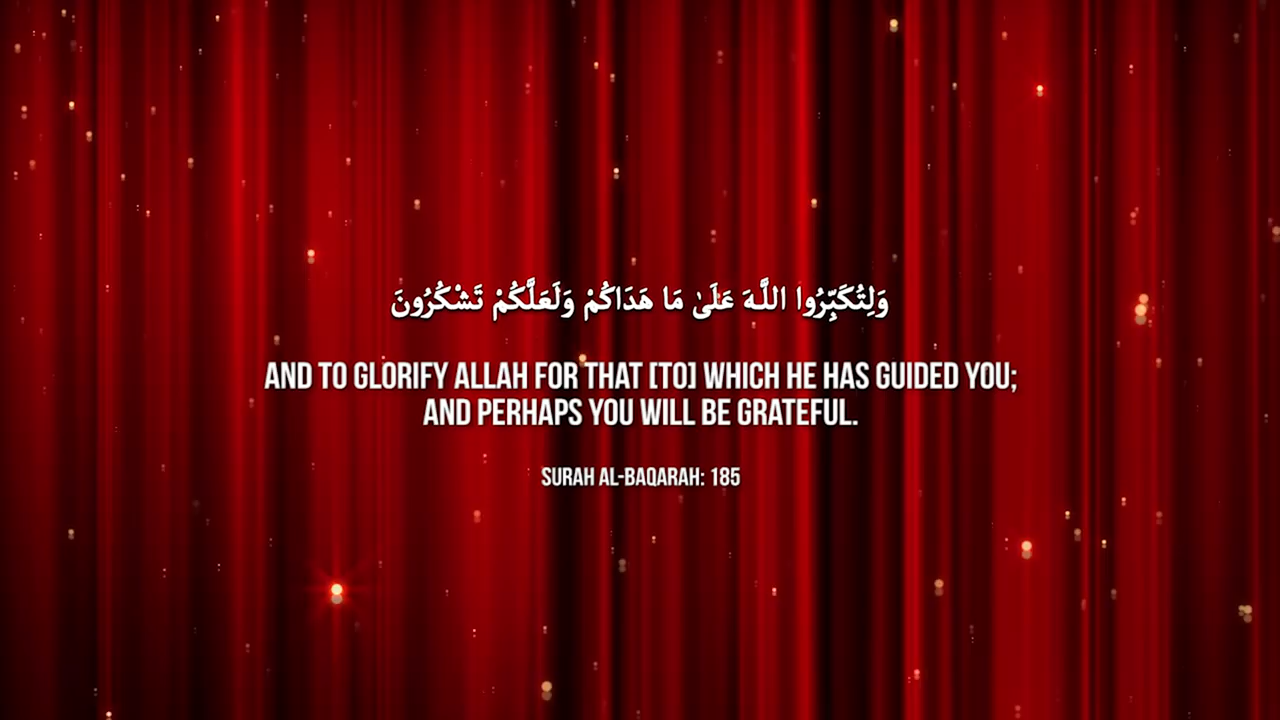 وَلِتُكَبِّرُوا اللَّهَ عَلَىٰ مَا هَدَاكُمْ وَلَعَلَّكُمْ تَشْكُرُونَ
AND TO GLORIFY ALLAH FOR THAT [TO] WHICH HE HAS GUIDED YOU;
AND PERHAPS YOU WILL BE GRATEFUL.
SURAH AL-BAQARAH: 185